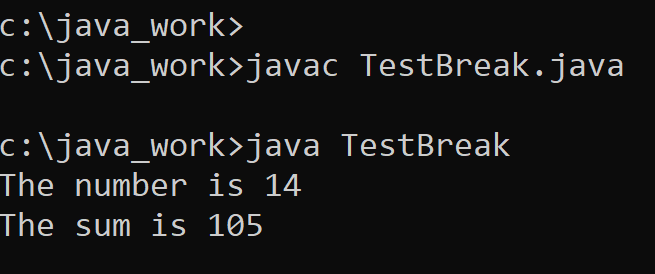 c:\java_work>
c:\java_work>javac TestBreak.java
c:\java_work>java TestBreak
The number is 14
The sum is 105